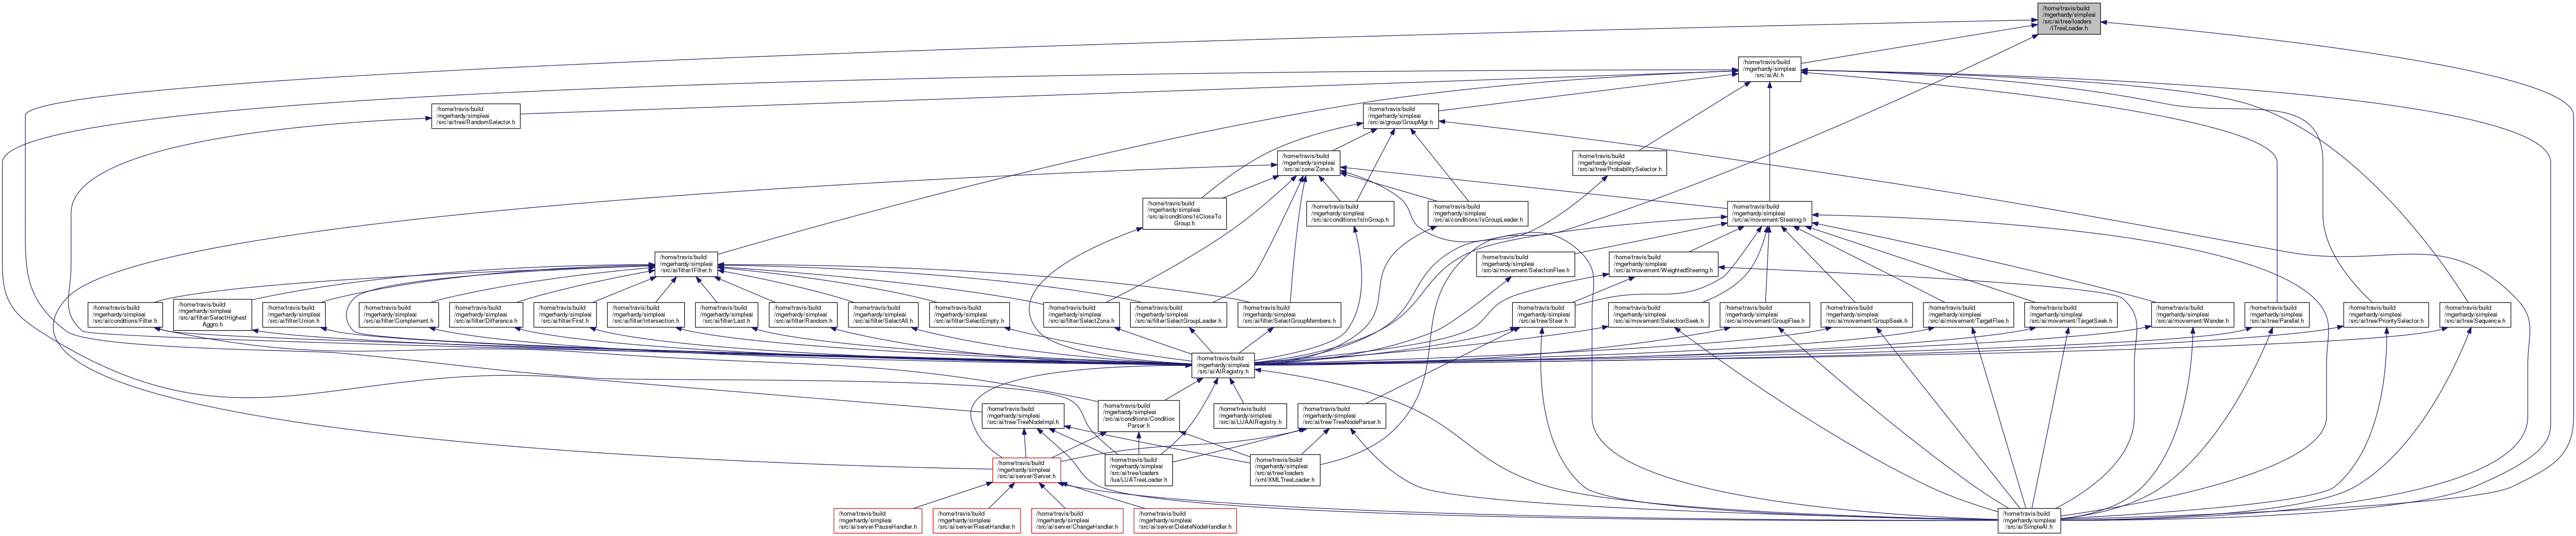 /home/travis/build
/mgerhardy/simpleai
/src/ai/tree/loaders
/ITreeLoader.h
/home/travis/build
/mgerhardy/simpleai
/src/ai/AI.h
/home/travis/build
/mgerhardy/simpleai
/src/ai/tree/RandomSelector.h
/home/travis/build
/mgerhardy/simpleai
/src/ai/group/GroupMgr.h
/home/travis/build
/mgerhardy/simpleai
/src/ai/zone/Zone.h
/home/travis/build
/mgerhardy/simpleai
/src/ai/tree/ProbabilitySelector.h
/home/travis/build
/mgerhardy/simpleai
/src/ai/conditions/IsCloseTo
Group.h
/home/travis/build
/mgerhardy/simpleai
/src/ai/conditions/IsInGroup.h
/home/travis/build
/mgerhardy/simpleai
/src/ai/conditions/IsGroupLeader.h
/home/travis/build
/mgerhardy/simpleai
/src/ai/movement/Steering.h
/home/travis/build
/mgerhardy/simpleai
/src/ai/filter/IFilter.h
/home/travis/build
/mgerhardy/simpleai
/src/ai/movement/SelectionFlee.h
/home/travis/build
/mgerhardy/simpleai
/src/ai/movement/WeightedSteering.h
/home/travis/build
/mgerhardy/simpleai
/src/ai/conditions/Filter.h
/home/travis/build
/mgerhardy/simpleai
/src/ai/filter/SelectHighest
Aggro.h
/home/travis/build
/mgerhardy/simpleai
/src/ai/filter/Union.h
/home/travis/build
/mgerhardy/simpleai
/src/ai/filter/Complement.h
/home/travis/build
/mgerhardy/simpleai
/src/ai/filter/Difference.h
/home/travis/build
/mgerhardy/simpleai
/src/ai/filter/First.h
/home/travis/build
/mgerhardy/simpleai
/src/ai/filter/Intersection.h
/home/travis/build
/mgerhardy/simpleai
/src/ai/filter/Last.h
/home/travis/build
/mgerhardy/simpleai
/src/ai/filter/Random.h
/home/travis/build
/mgerhardy/simpleai
/src/ai/filter/SelectAll.h
/home/travis/build
/mgerhardy/simpleai
/src/ai/filter/SelectEmpty.h
/home/travis/build
/mgerhardy/simpleai
/src/ai/filter/SelectZone.h
/home/travis/build
/mgerhardy/simpleai
/src/ai/filter/SelectGroupLeader.h
/home/travis/build
/mgerhardy/simpleai
/src/ai/filter/SelectGroupMembers.h
/home/travis/build
/mgerhardy/simpleai
/src/ai/tree/Steer.h
/home/travis/build
/mgerhardy/simpleai
/src/ai/movement/SelectionSeek.h
/home/travis/build
/mgerhardy/simpleai
/src/ai/movement/GroupFlee.h
/home/travis/build
/mgerhardy/simpleai
/src/ai/movement/GroupSeek.h
/home/travis/build
/mgerhardy/simpleai
/src/ai/movement/TargetFlee.h
/home/travis/build
/mgerhardy/simpleai
/src/ai/movement/TargetSeek.h
/home/travis/build
/mgerhardy/simpleai
/src/ai/movement/Wander.h
/home/travis/build
/mgerhardy/simpleai
/src/ai/tree/Parallel.h
/home/travis/build
/mgerhardy/simpleai
/src/ai/tree/PrioritySelector.h
/home/travis/build
/mgerhardy/simpleai
/src/ai/tree/Sequence.h
/home/travis/build
/mgerhardy/simpleai
/src/ai/AIRegistry.h
/home/travis/build
/mgerhardy/simpleai
/src/ai/tree/TreeNodeImpl.h
/home/travis/build
/mgerhardy/simpleai
/src/ai/conditions/Condition
Parser.h
/home/travis/build
/mgerhardy/simpleai
/src/ai/LUAAIRegistry.h
/home/travis/build
/mgerhardy/simpleai
/src/ai/tree/TreeNodeParser.h
/home/travis/build
/mgerhardy/simpleai
/src/ai/server/Server.h
/home/travis/build
/mgerhardy/simpleai
/src/ai/tree/loaders
/lua/LUATreeLoader.h
/home/travis/build
/mgerhardy/simpleai
/src/ai/tree/loaders
/xml/XMLTreeLoader.h
/home/travis/build
/mgerhardy/simpleai
/src/ai/server/PauseHandler.h
/home/travis/build
/mgerhardy/simpleai
/src/ai/server/ResetHandler.h
/home/travis/build
/mgerhardy/simpleai
/src/ai/server/ChangeHandler.h
/home/travis/build
/mgerhardy/simpleai
/src/ai/server/DeleteNodeHandler.h
/home/travis/build
/mgerhardy/simpleai
/src/ai/SimpleAI.h